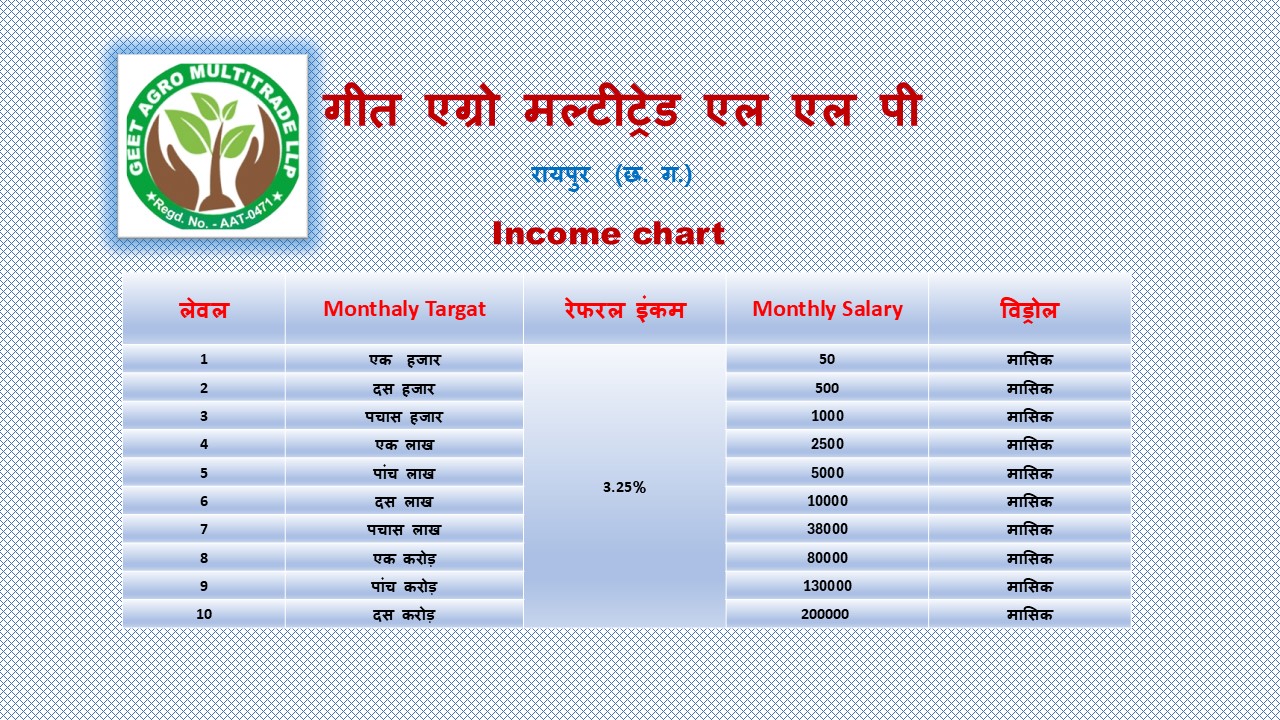 GEET AGRO MULTITRADE LLP
★Regd. No. - AAT-0471★
गीत एग्रो मल्टीट्रेड एल एल पी
रायपुर (छ. ग.)
Income chart
लेवल Monthaly Targat रेफरल इंकम Monthly Salary विड्रोल
1 एक हजार 50 मासिक
2 दस हजार 500 मासिक
3 पचास हजार 1000 मासिक
4 एक लाख 2500 मासिक
5 पांच लाख 5000 मासिक
3.25%
6 दस लाख 10000 मासिक
7 पचास लाख 38000 मासिक
8 एक करोड़ 80000 मासिक
9 पांच करोड़ 130000 मासिक
10 दस करोड़ 200000 मासिक